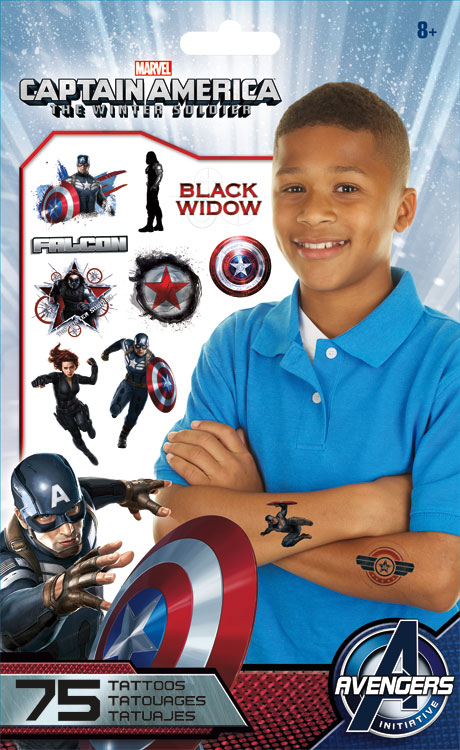 8+
MARVEL
CAPTAIN AMERICA
THE WINTER SOLDIER
BLACK
WIDOW
FALCON
A
75
TATTOOS
TATOUAGES
TATUAJES
A
AVENGERS
INITIATIVE